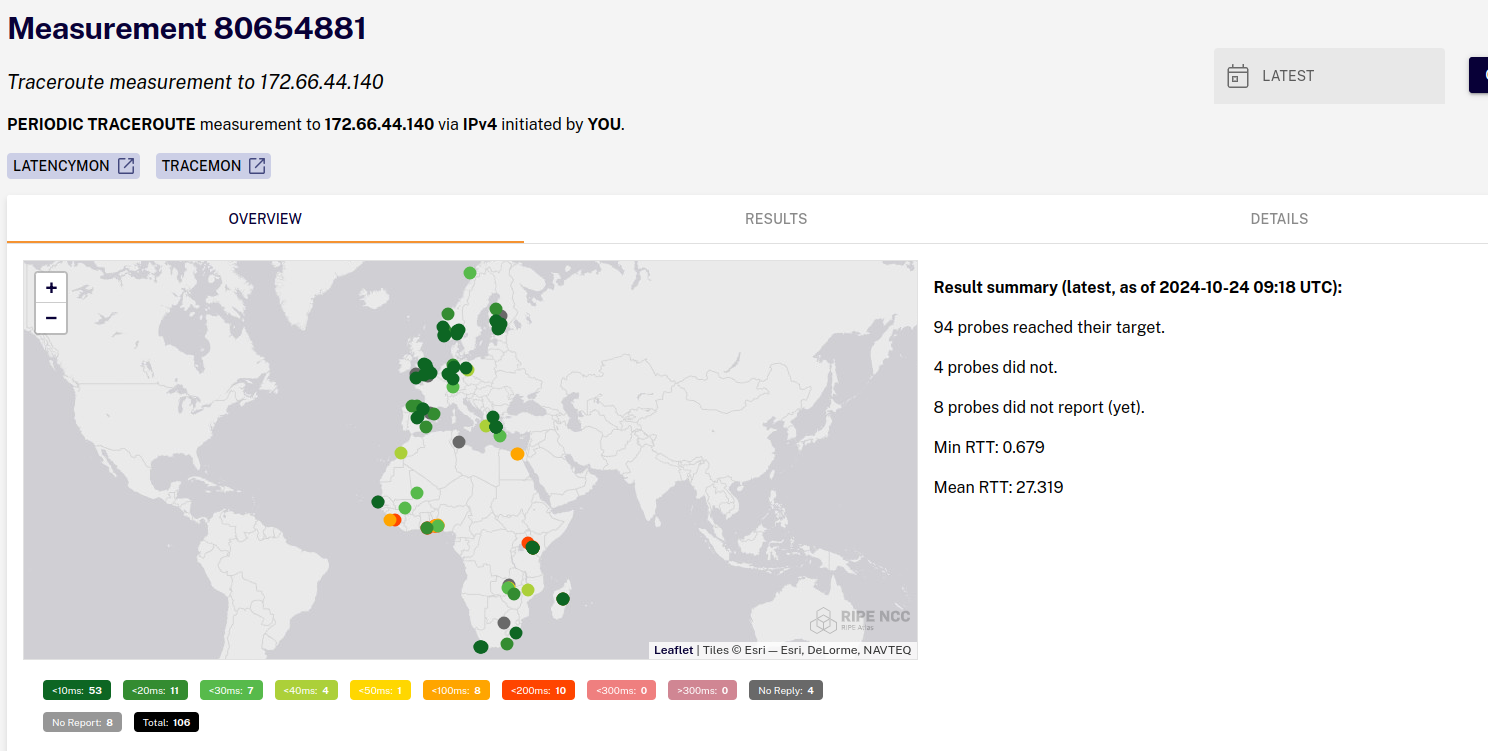 Measurement 80654881
Traceroute measurement to 172.66.44.140
LATEST
PERIODIC TRACEROUTE measurement to 172.66.44.140 via IPv4 initiated by YOU.
LATENCYMON
TRACEMON
OVERVIEW
RESULTS
DETAILS
+
−
Result summary (latest, as of 2024-10-24 09:18 UTC):
94 probes reached their target.
4 probes did not.
8 probes did not report (yet).
Min RTT: 0.679
Mean RTT: 27.319
RIPE NCC
RIPE Atlas
Leaflet | Tiles © Esri — Esri, DeLorme, NAVTEQ
<10ms: 53
<20ms: 11
<30ms: 7
<40ms: 4
<50ms: 1
<100ms: 8
<200ms: 10
<300ms: 0
>300ms: 0
No Reply: 4
No Report: 8
Total: 106